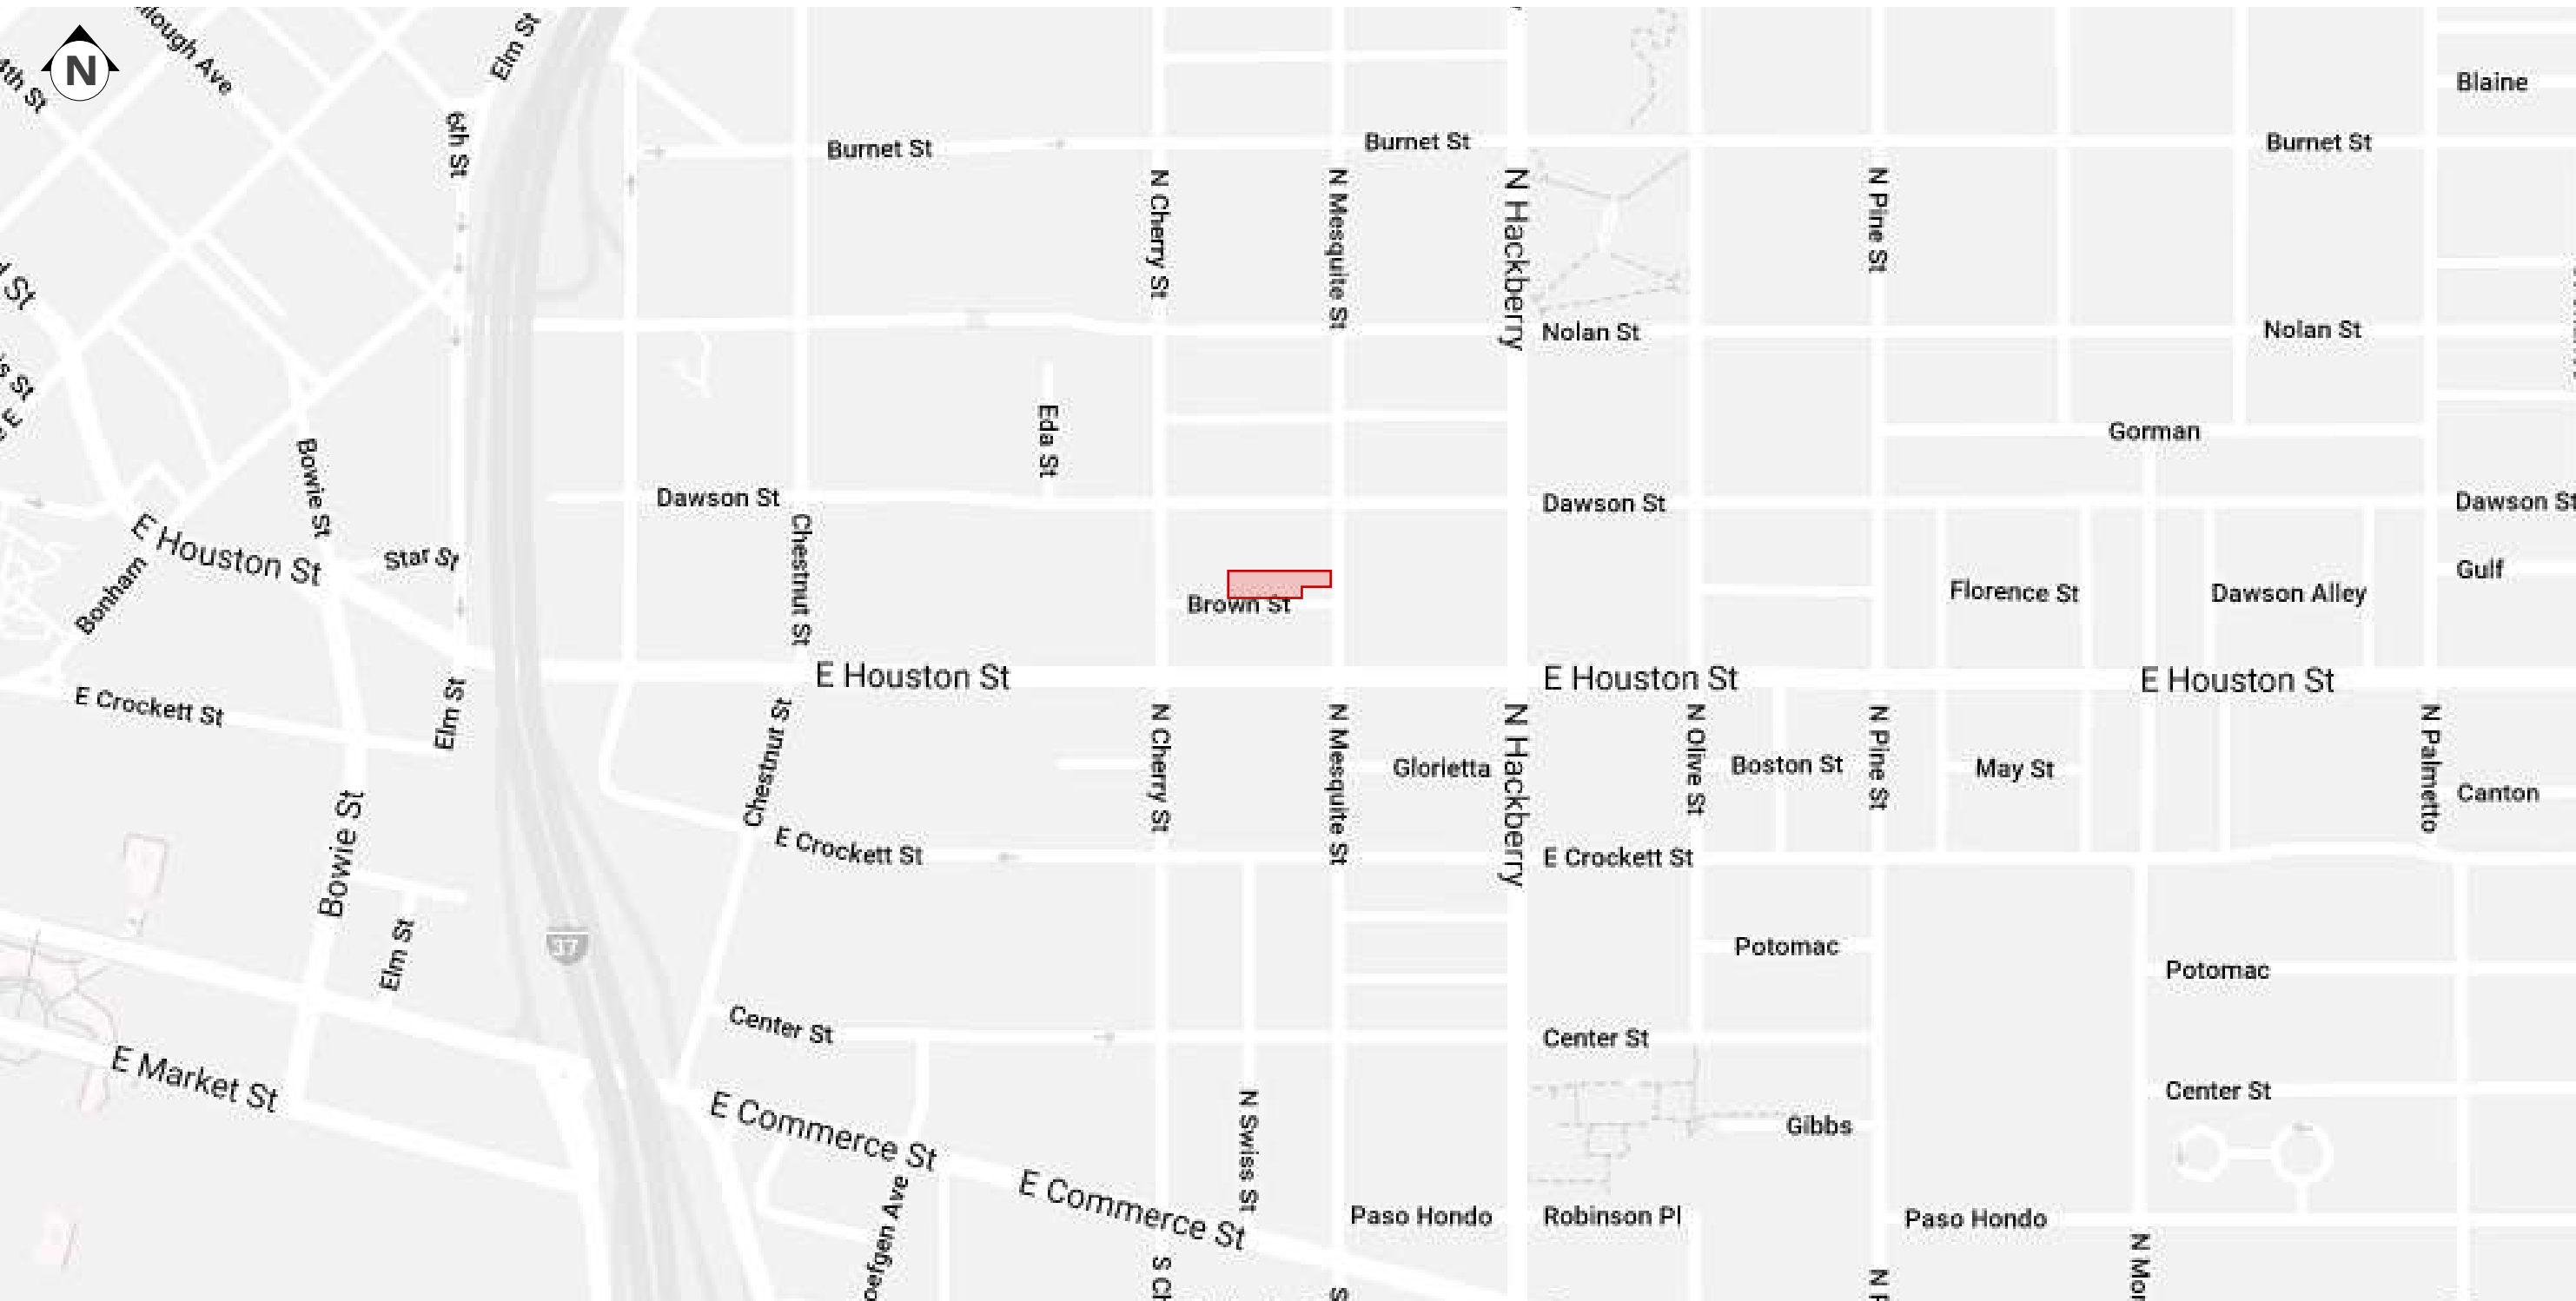 Elm St
Blaine
N
6th St
Burnet St
Burnet St
Burnet St
N Cherry St
N Mesquite St
N Hackberry
N Pine St
Nolan St
Nolan St
Eda St
Gorman
Bowie St
Dawson St
Dawson St
Dawson St
E Houston St
Star St
Chestnut St
Bonham
Brown St
Florence St
Dawson Alley
Gulf
E Houston St
E Houston St
E Houston St
E Crockett St
Elm St
Chestnut St
N Cherry St
N Mesquite St
N Hackberry
N Olive St
N Pine St
N Palmetto
Glorietta
Boston St
May St
Canton
Bowie St
E Crockett St
E Crockett St
37
Elm St
Potomac
Potomac
Center St
Center St
E Market St
E Commerce St
N Swiss St
Center St
Gibbs
E Commerce St
Paso Hondo
Robinson Pl
Paso Hondo